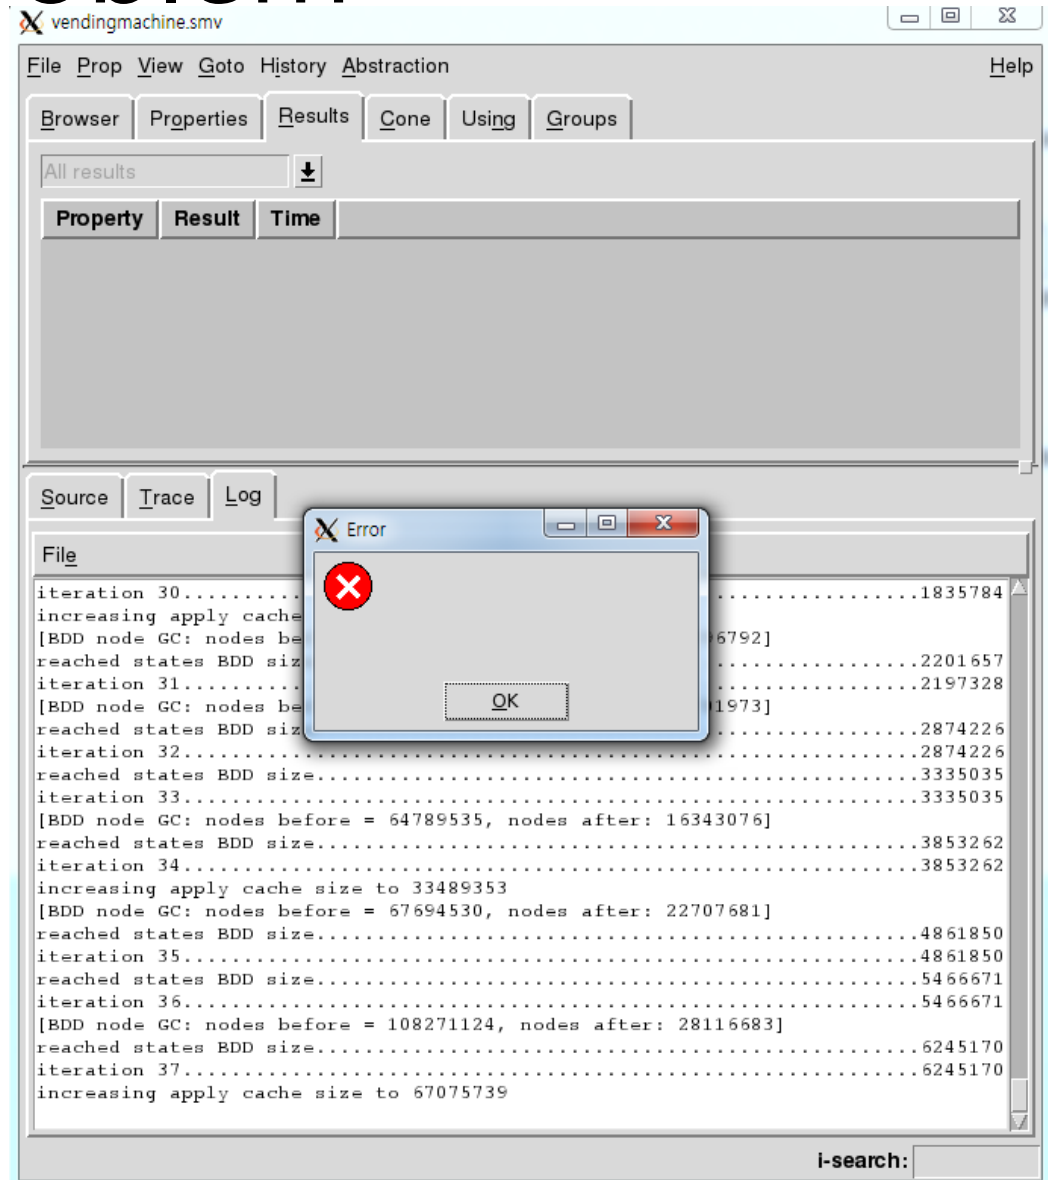 vendingmachine.smv
File Prop View Goto History Abstraction Help
Browser Properties Results Cone Using Groups
All results
Property Result Time
Source Trace Log
Error
File
iteration 30..............................................................................1835784
increasing apply cache
[BDD node GC: nodes be 6792]
reached states BDD siz..............2201657
iteration 31..............................................................................2197328
[BDD node GC: nodes be 1973]
OK
reached states BDD siz..............2874226
iteration 32..............................................................................2874226
reached states BDD size..............................................................3335035
iteration 33..............................................................................3335035
[BDD node GC: nodes before = 64789535, nodes after: 16343076]
reached states BDD size..............................................................3853262
iteration 34..............................................................................3853262
increasing apply cache size to 33489353
[BDD node GC: nodes before = 67694530, nodes after: 22707681]
reached states BDD size..............................................................4861850
iteration 35..............................................................................4861850
reached states BDD size..............................................................5466671
iteration 36..............................................................................5466671
[BDD node GC: nodes before = 108271124, nodes after: 28116683]
reached states BDD size..............................................................6245170
iteration 37..............................................................................6245170
increasing apply cache size to 67075739
i-search: